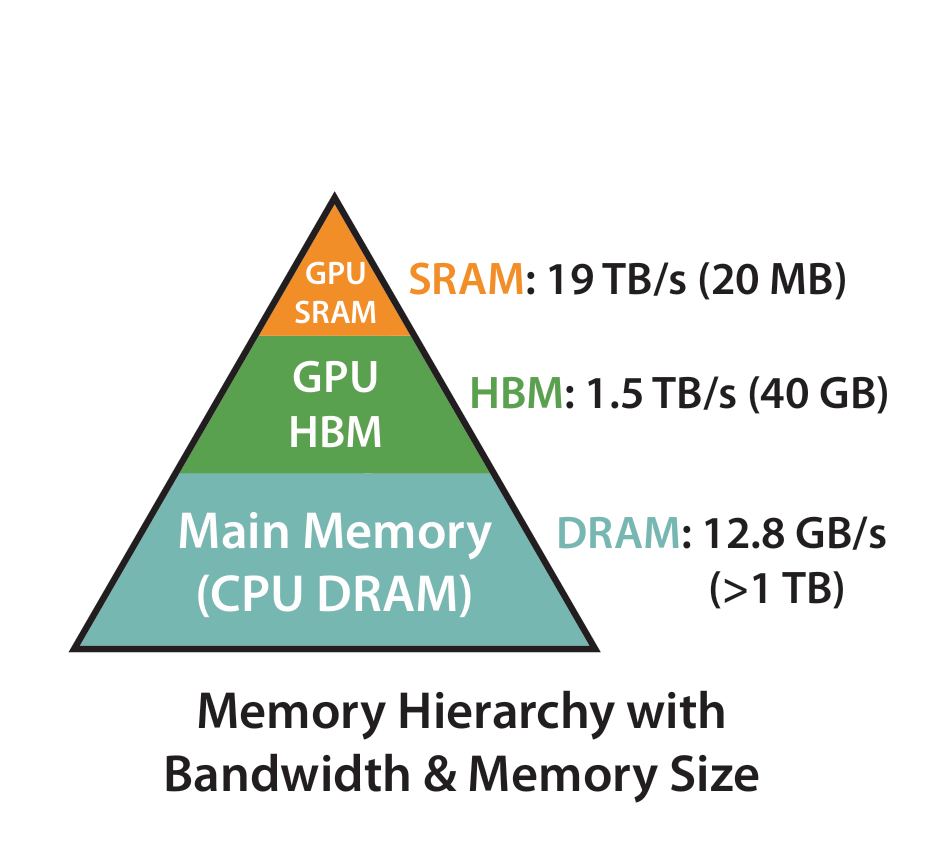 GPU
SRAM
SRAM: 19 TB/s (20 MB)
GPU
HBM
HBM: 1.5 TB/s (40 GB)
Main Memory
(CPU DRAM)
DRAM: 12.8 GB/s
(>1 TB)
Memory Hierarchy with
Bandwidth & Memory Size